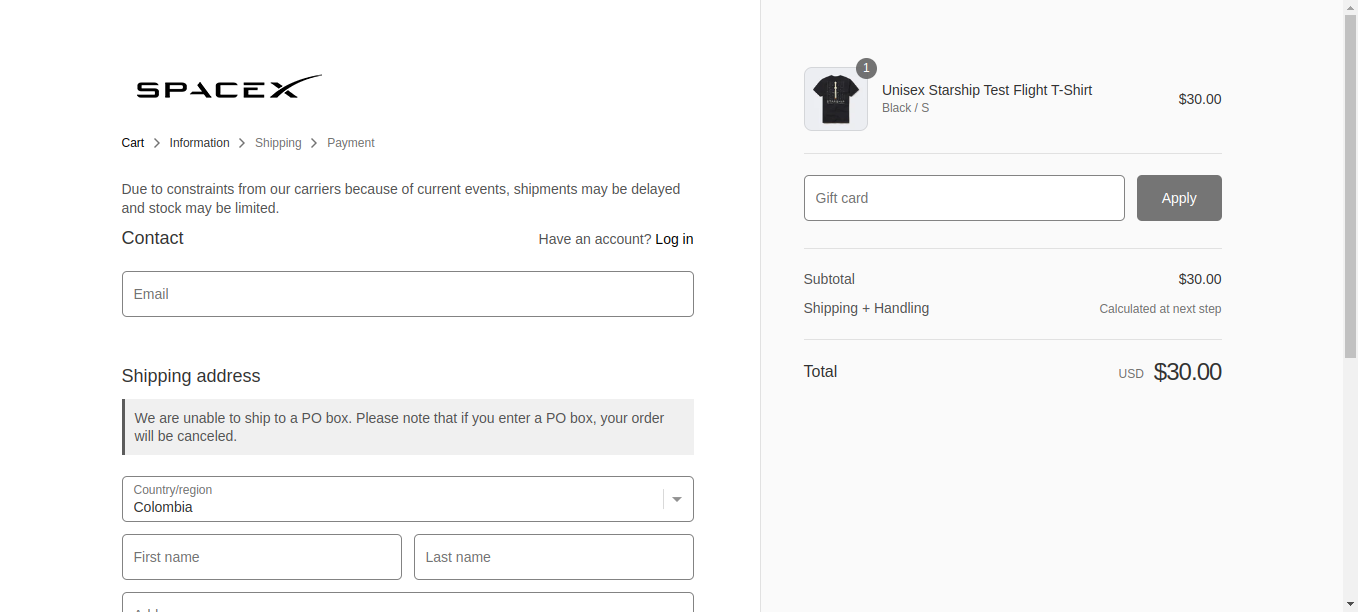 SPACEX
Cart > Information > Shipping > Payment
Due to constraints from our carriers because of current events, shipments may be delayed
and stock may be limited.
Contact
Have an account? Log in
Email
Shipping address
We are unable to ship to a PO box. Please note that if you enter a PO box, your order
will be canceled.
Country/region
Colombia
First name
Last name
1
Unisex Starship Test Flight T-Shirt
Black / S
$30.00
Gift card
Apply
Subtotal
$30.00
Shipping + Handling
Calculated at next step
Total
USD $30.00